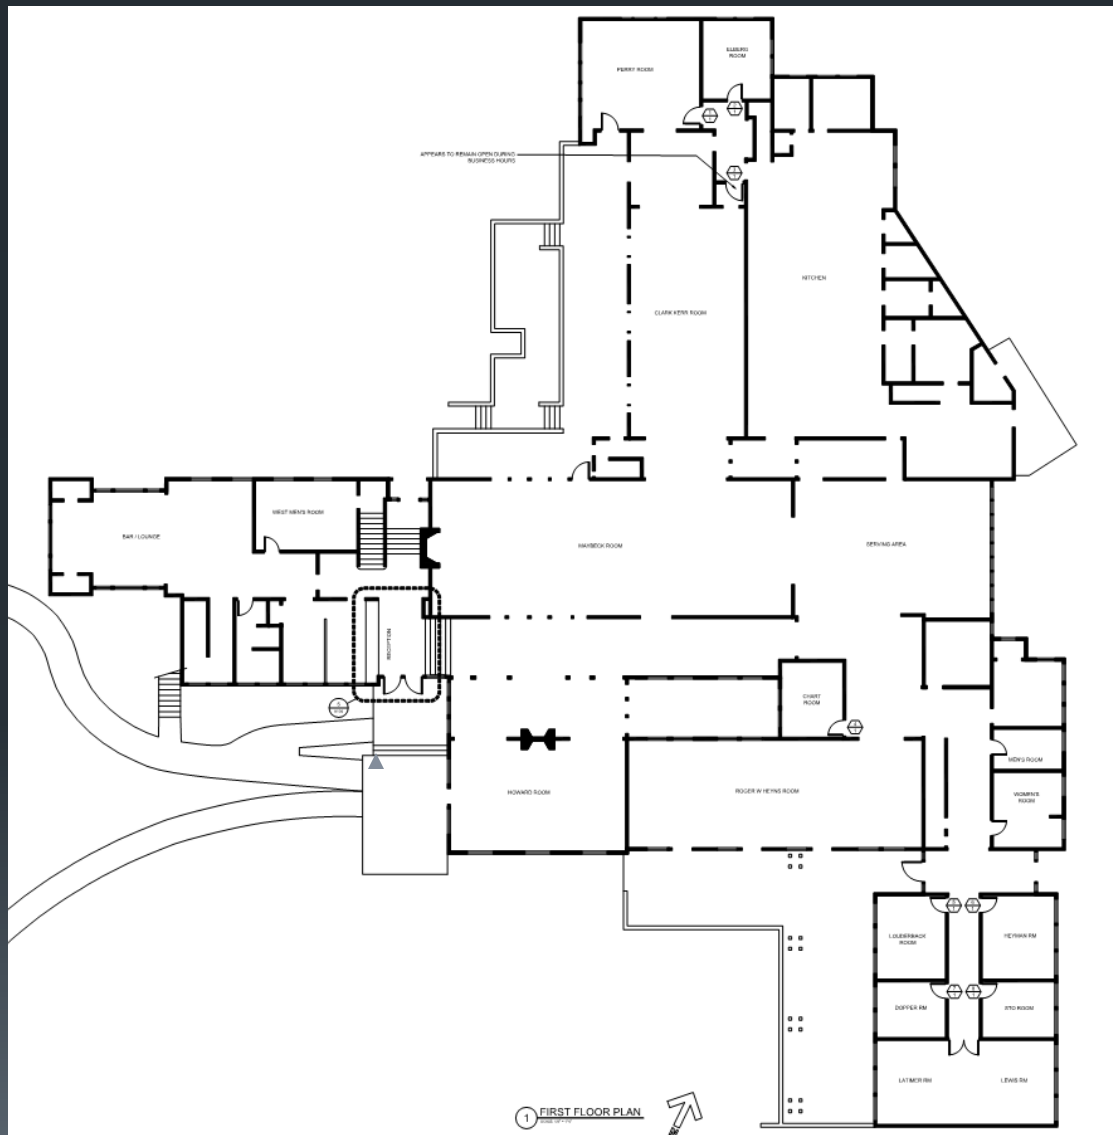 ELBERG
ROOM
PERRY ROOM
APPEARS TO REMAIN OPEN DURING
BUSINESS HOURS
KITCHEN
CLARK KERR ROOM
WEST MEN'S ROOM
BAR / LOUNGE
MAYBECK ROOM
SERVING AREA
RECEPTION
CHART
ROOM
MEN'S ROOM
HOWARD ROOM
ROGER W HEYNS ROOM
WOMEN'S
ROOM
LOUDERBACK
ROOM
HEYMAN RM
DOPPER RM
STO ROOM
LATIMER RM
LEWIS RM
1
FIRST FLOOR PLAN